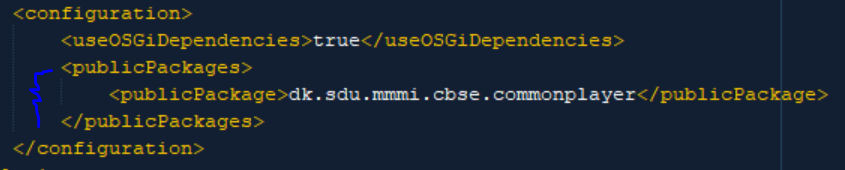 <configuration>
<useOSGiDependencies>true</useOSGiDependencies>
<publicPackages>
<publicPackage>dk.sdu.mmmi.cbse.commonplayer</publicPackage>
</publicPackages>
</configuration>